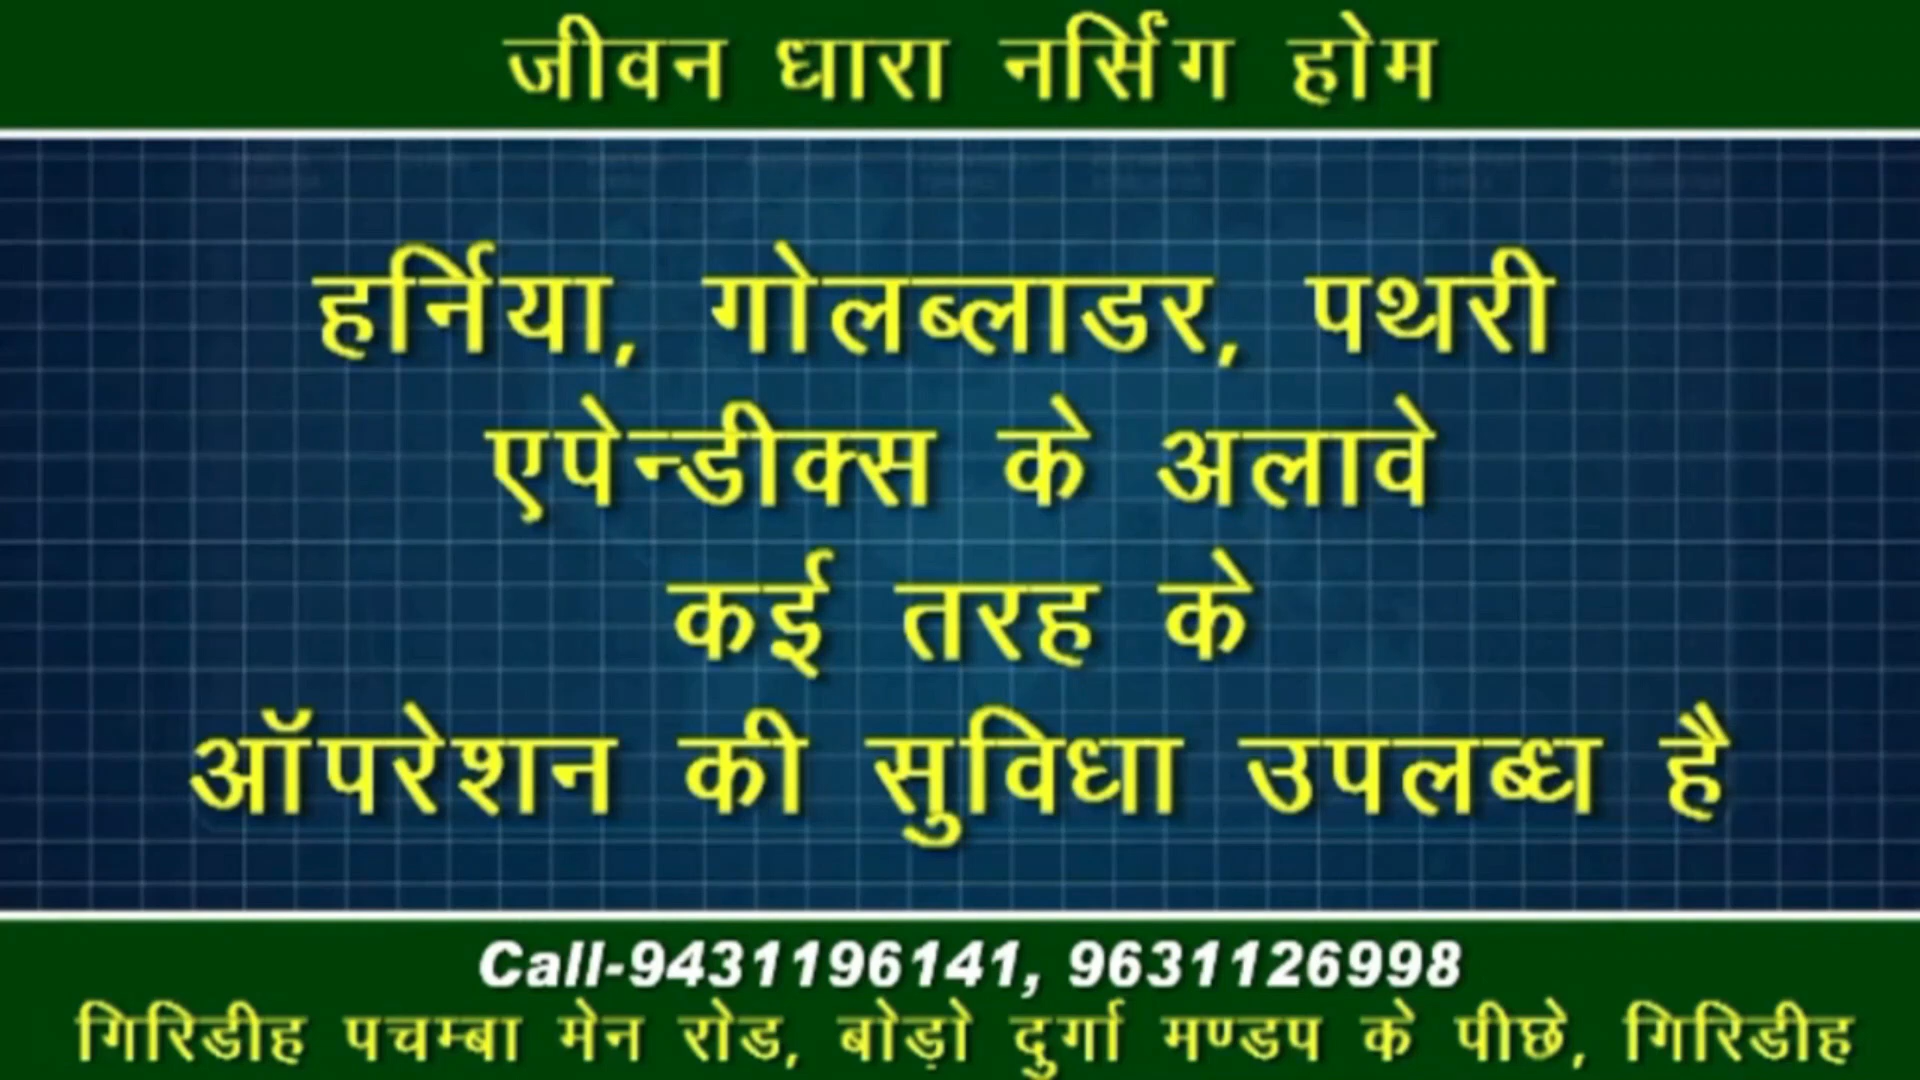 जीवन धारा नर्सिंग होम
हर्निया, गोलब्लाडर, पथरी
एपेन्डीक्स के अलावे
कई तरह के
ऑपरेशन की सुविधा उपलब्ध है
Call-9431196141, 9631126998
गिरिडीह पचम्बा मेन रोड, बोड़ो दुर्गा मण्डप के पीछे, गिरिडीह